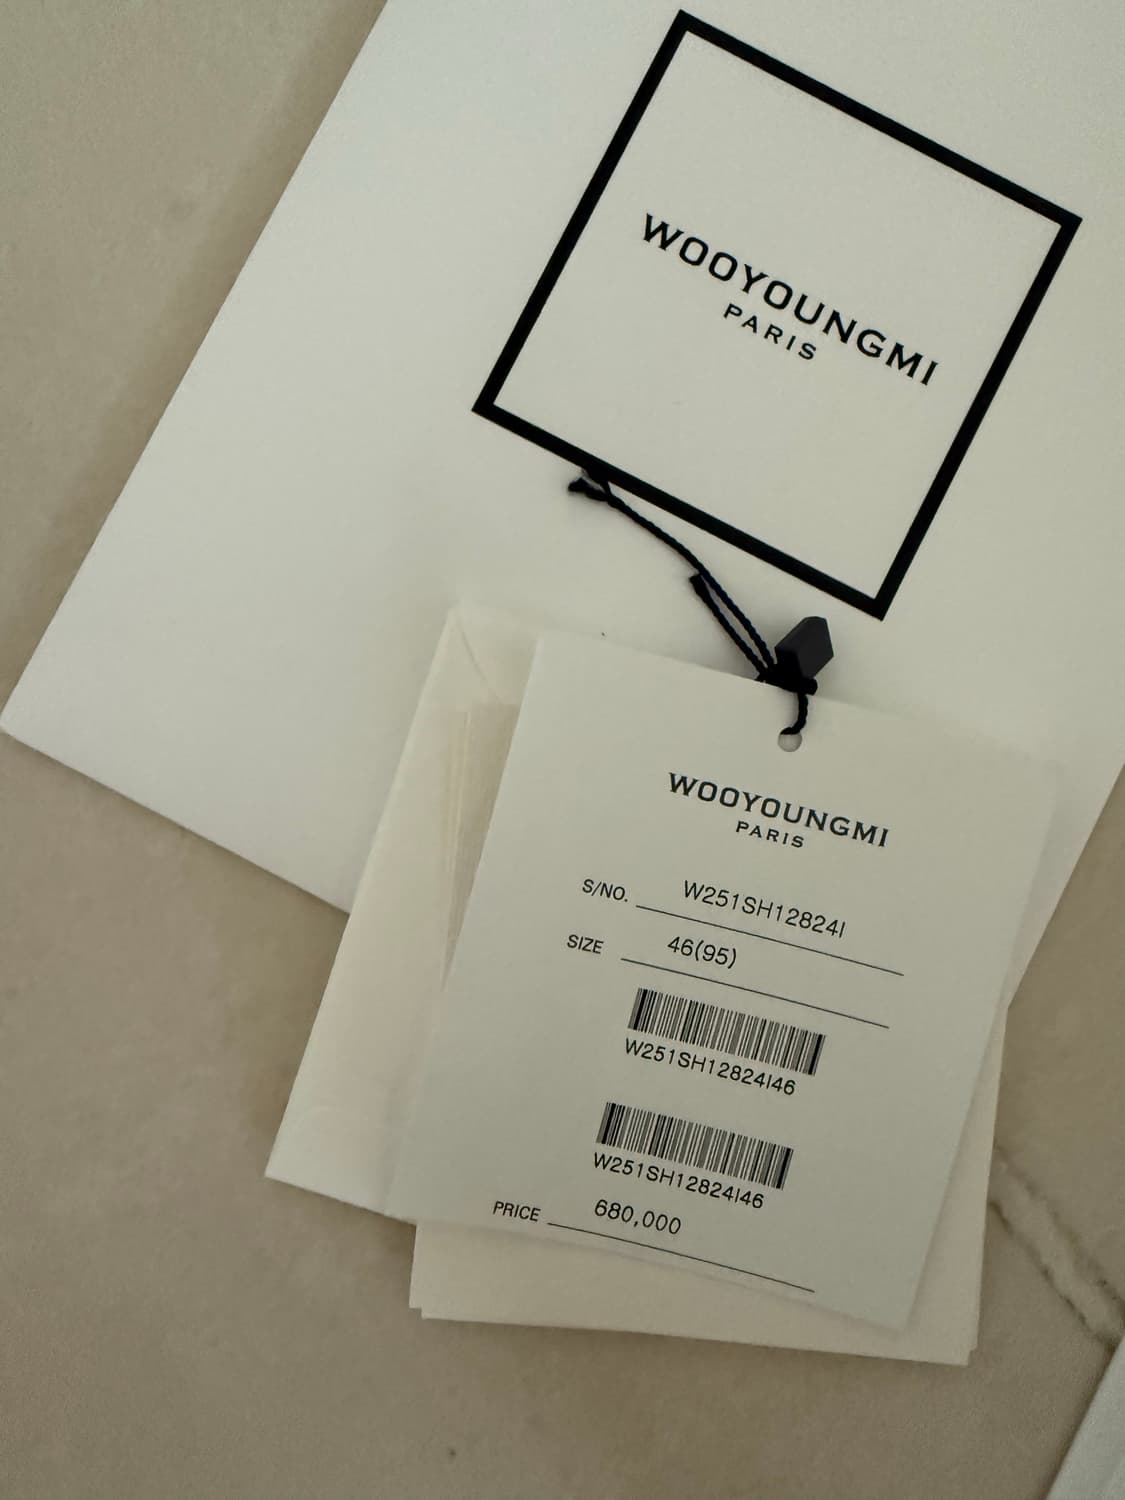 WOOYOUNGMI
PARIS
WOOYOUNGMI
PARIS
S/NO. W251SH12824I
SIZE 46(95)
W251SH12824I46
W251SH12824I46
PRICE 680,000